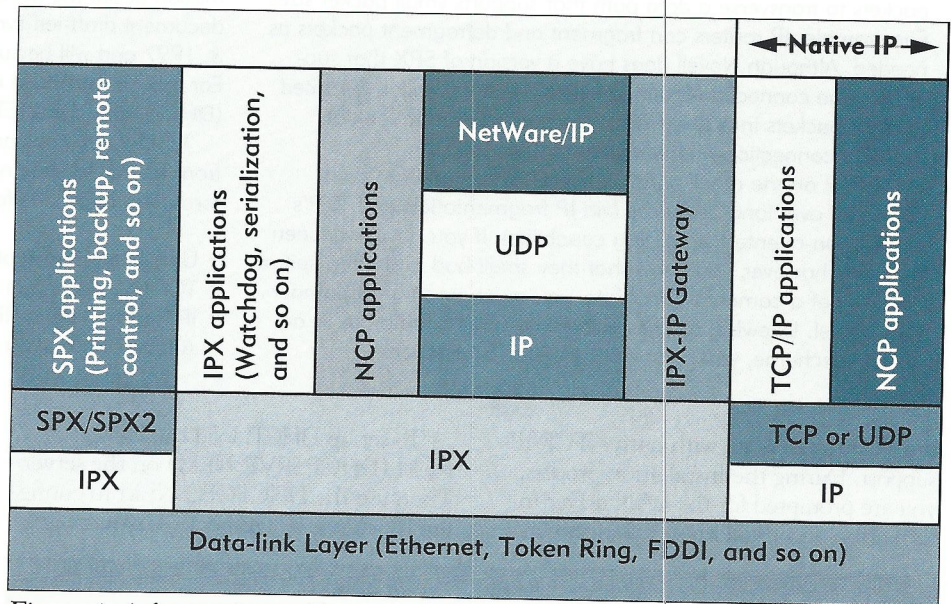 Native IP
SPX applications
(Printing, backup, remote
control, and so on)
IPX applications
(Watchdog, serialization,
and so on)
NCP applications
NetWare/IP
UDP
IP
IPX-IP Gateway
TCP/IP applications
NCP applications
SPX/SPX2
IPX
IPX
TCP or UDP
IP
Data-link Layer (Ethernet, Token Ring, FDDI, and so on)